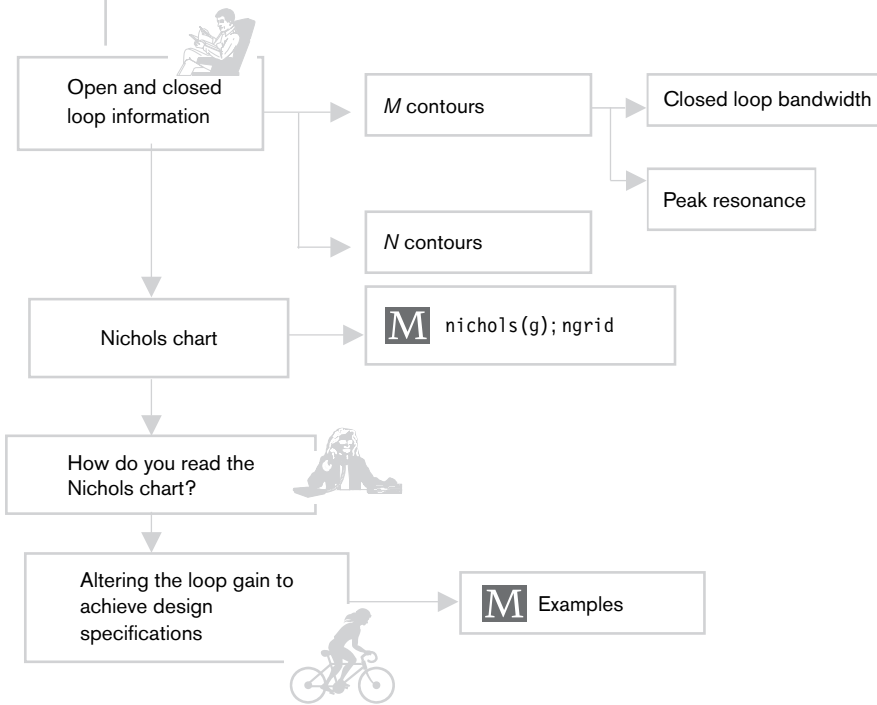 Open and closed
loop information
M contours
Closed loop bandwidth
Peak resonance
N contours
Nichols chart
M nichols(g); ngrid
How do you read the
Nichols chart?
Altering the loop gain to
achieve design
specifications
M Examples